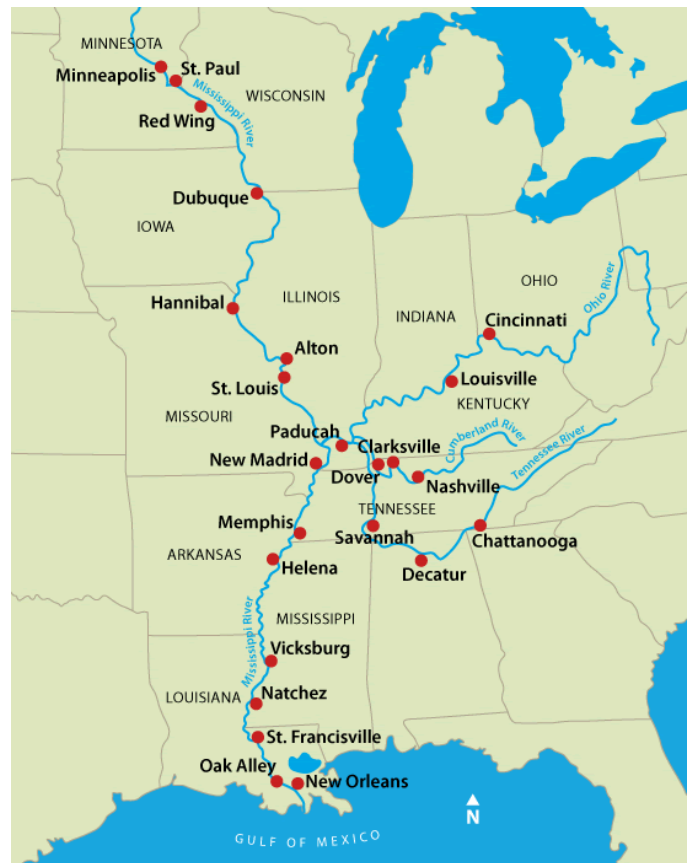 MINNESOTA
St. Paul
Minneapolis
Mississippi River
WISCONSIN
Red Wing
Dubuque
IOWA
Hannibal
ILLINOIS
OHIO
Ohio River
INDIANA
Cincinnati
Alton
St. Louis
Louisville
KENTUCKY
MISSOURI
Paducah
Clarksville
Cumberland River
New Madrid
Dover
Tennessee River
Nashville
TENNESSEE
Memphis
Savannah
Chattanooga
ARKANSAS
Helena
Decatur
Mississippi River
MISSISSIPPI
Vicksburg
LOUISIANA
Natchez
St. Francisville
Oak Alley
New Orleans
N
GULF OF MEXICO